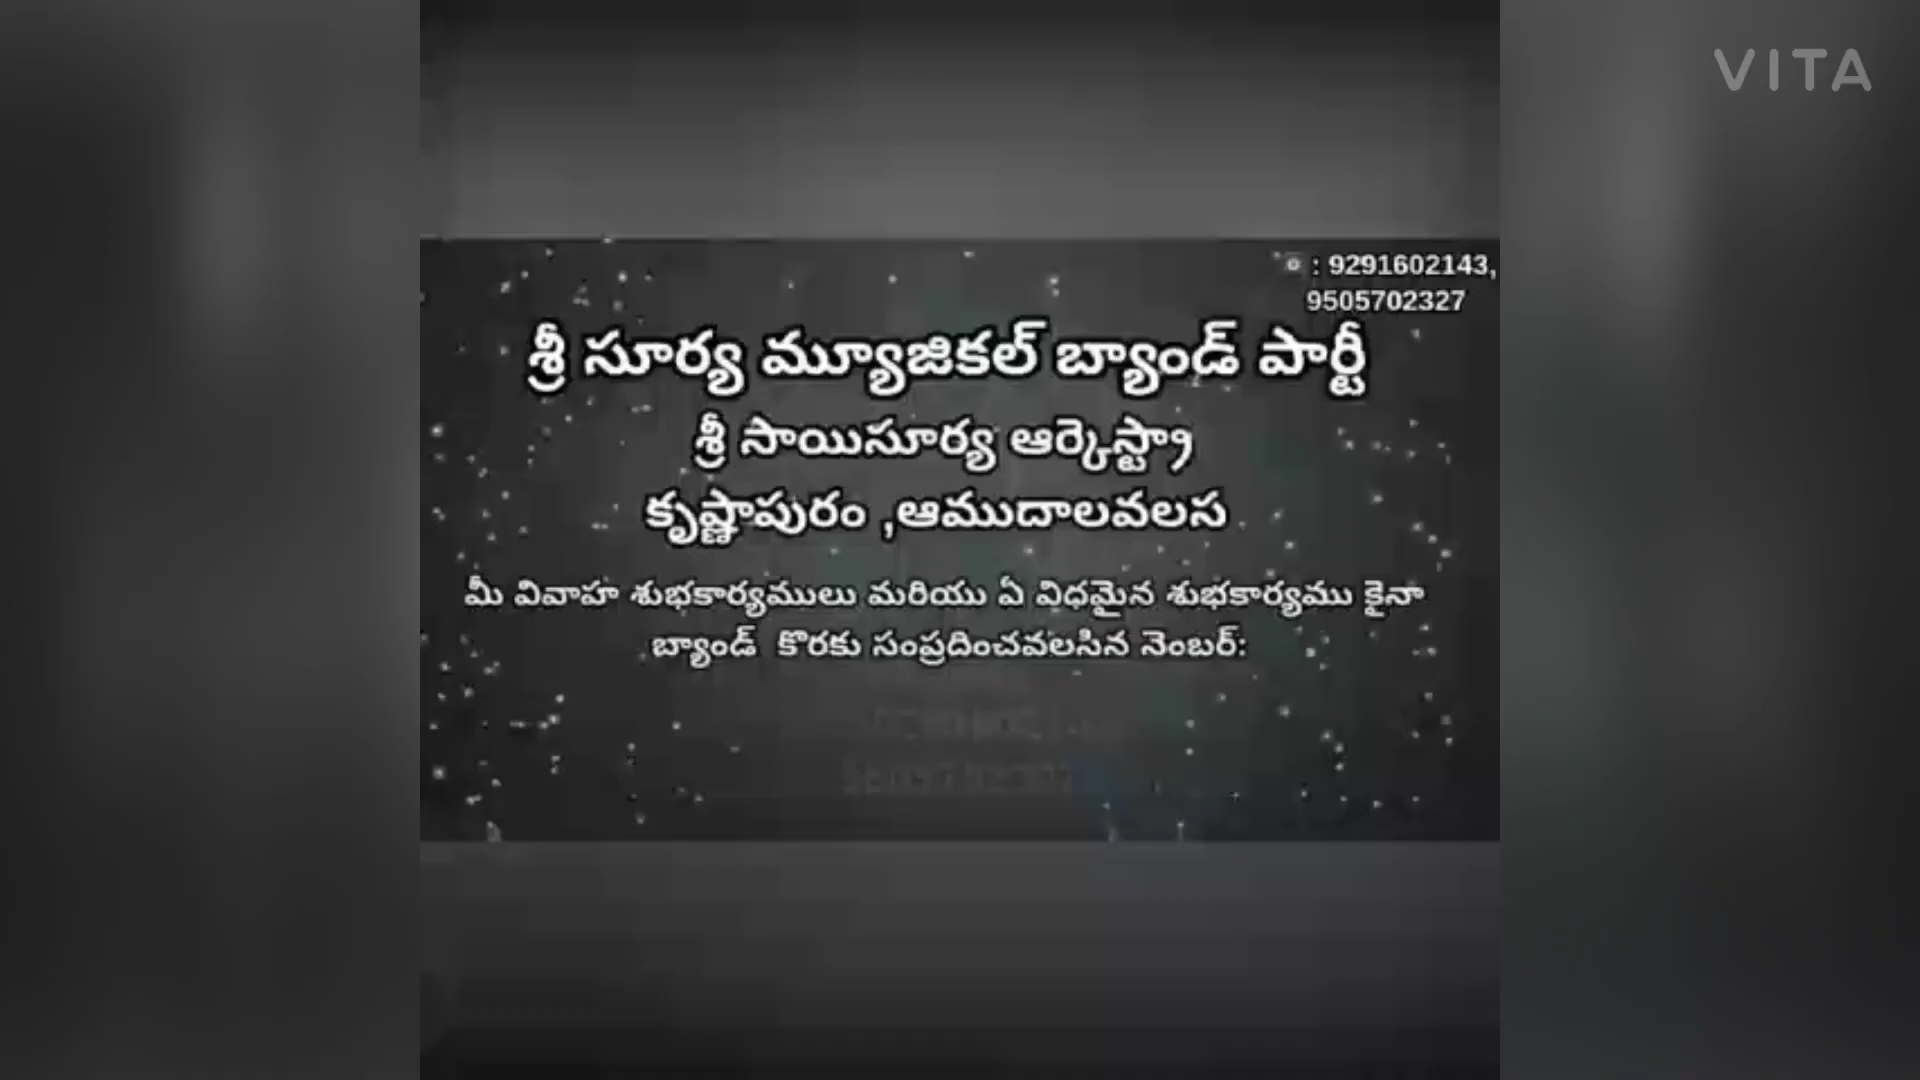 VITA
: 9291602143,
9505702327
శ్రీ సూర్య మ్యూజికల్ బ్యాండ్ పార్టీ
శ్రీ సాయిసూర్య ఆర్కెస్ట్రా
కృష్ణాపురం ,ఆముదాలవలస
మీ వివాహ శుభకార్యములు మరియు ఏ విధమైన శుభకార్యము కైనా
బ్యాండ్ కొరకు సంప్రదించవలసిన నెంబర్: